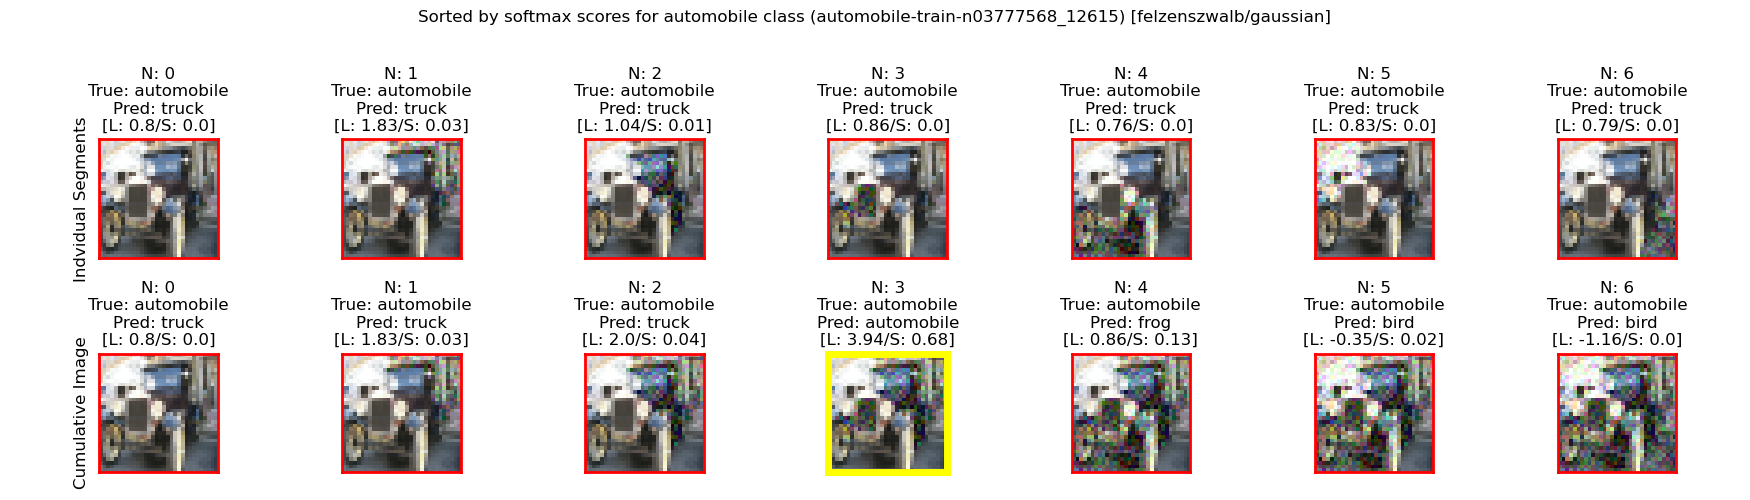 Sorted by softmax scores for automobile class (automobile-train-n03777568_12615) [felzenszwalb/gaussian]
Indvidual Segments
N: 0
True: automobile
Pred: truck
[L: 0.8/S: 0.0]
N: 1
True: automobile
Pred: truck
[L: 1.83/S: 0.03]
N: 2
True: automobile
Pred: truck
[L: 1.04/S: 0.01]
N: 3
True: automobile
Pred: truck
[L: 0.86/S: 0.0]
N: 4
True: automobile
Pred: truck
[L: 0.76/S: 0.0]
N: 5
True: automobile
Pred: truck
[L: 0.83/S: 0.0]
N: 6
True: automobile
Pred: truck
[L: 0.79/S: 0.0]
Cumulative Image
N: 0
True: automobile
Pred: truck
[L: 0.8/S: 0.0]
N: 1
True: automobile
Pred: truck
[L: 1.83/S: 0.03]
N: 2
True: automobile
Pred: truck
[L: 2.0/S: 0.04]
N: 3
True: automobile
Pred: automobile
[L: 3.94/S: 0.68]
N: 4
True: automobile
Pred: frog
[L: 0.86/S: 0.13]
N: 5
True: automobile
Pred: bird
[L: -0.35/S: 0.02]
N: 6
True: automobile
Pred: bird
[L: -1.16/S: 0.0]